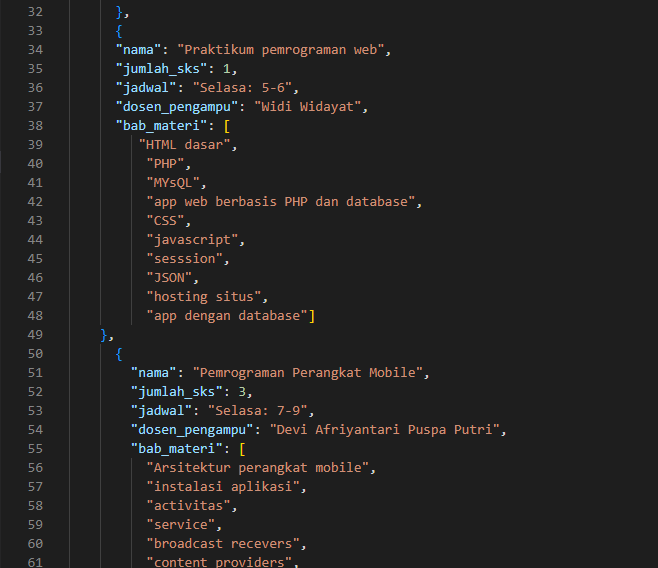 32 },
33 {
34 "nama": "Praktikum pemrograman web",
35 "jumlah_sks": 1,
36 "jadwal": "Selasa: 5-6",
37 "dosen_pengampu": "Widi Widayat",
38 "bab_materi": [
39 "HTML dasar",
40 "PHP",
41 "MYsQL",
42 "app web berbasis PHP dan database",
43 "CSS",
44 "javascript",
45 "sesssion",
46 "JSON",
47 "hosting situs",
48 "app dengan database"]
49 },
50 {
51 "nama": "Pemrograman Perangkat Mobile",
52 "jumlah_sks": 3,
53 "jadwal": "Selasa: 7-9",
54 "dosen_pengampu": "Devi Afriyantari Puspa Putri",
55 "bab_materi": [
56 "Arsitektur perangkat mobile",
57 "instalasi aplikasi",
58 "activitas",
59 "service",
60 "broadcast recevers",
61 "content providers",